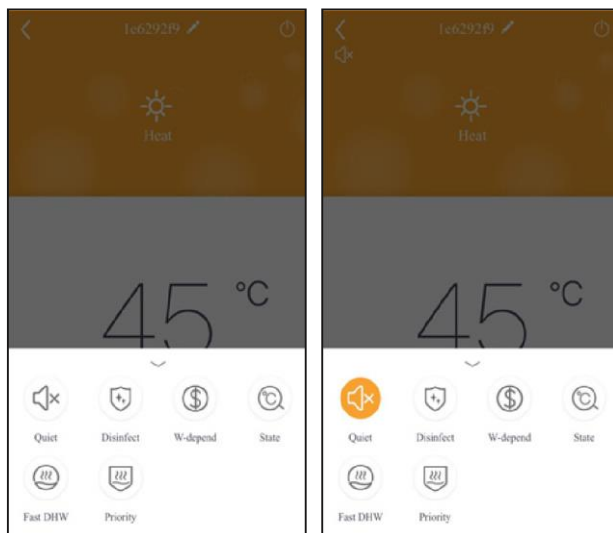 1e6292f9
Heat
45 °C
Quiet Disinfect W-depend State
Fast DHW Priority
1e6292f9
Heat
45 °C
Quiet Disinfect W-depend State
Fast DHW Priority